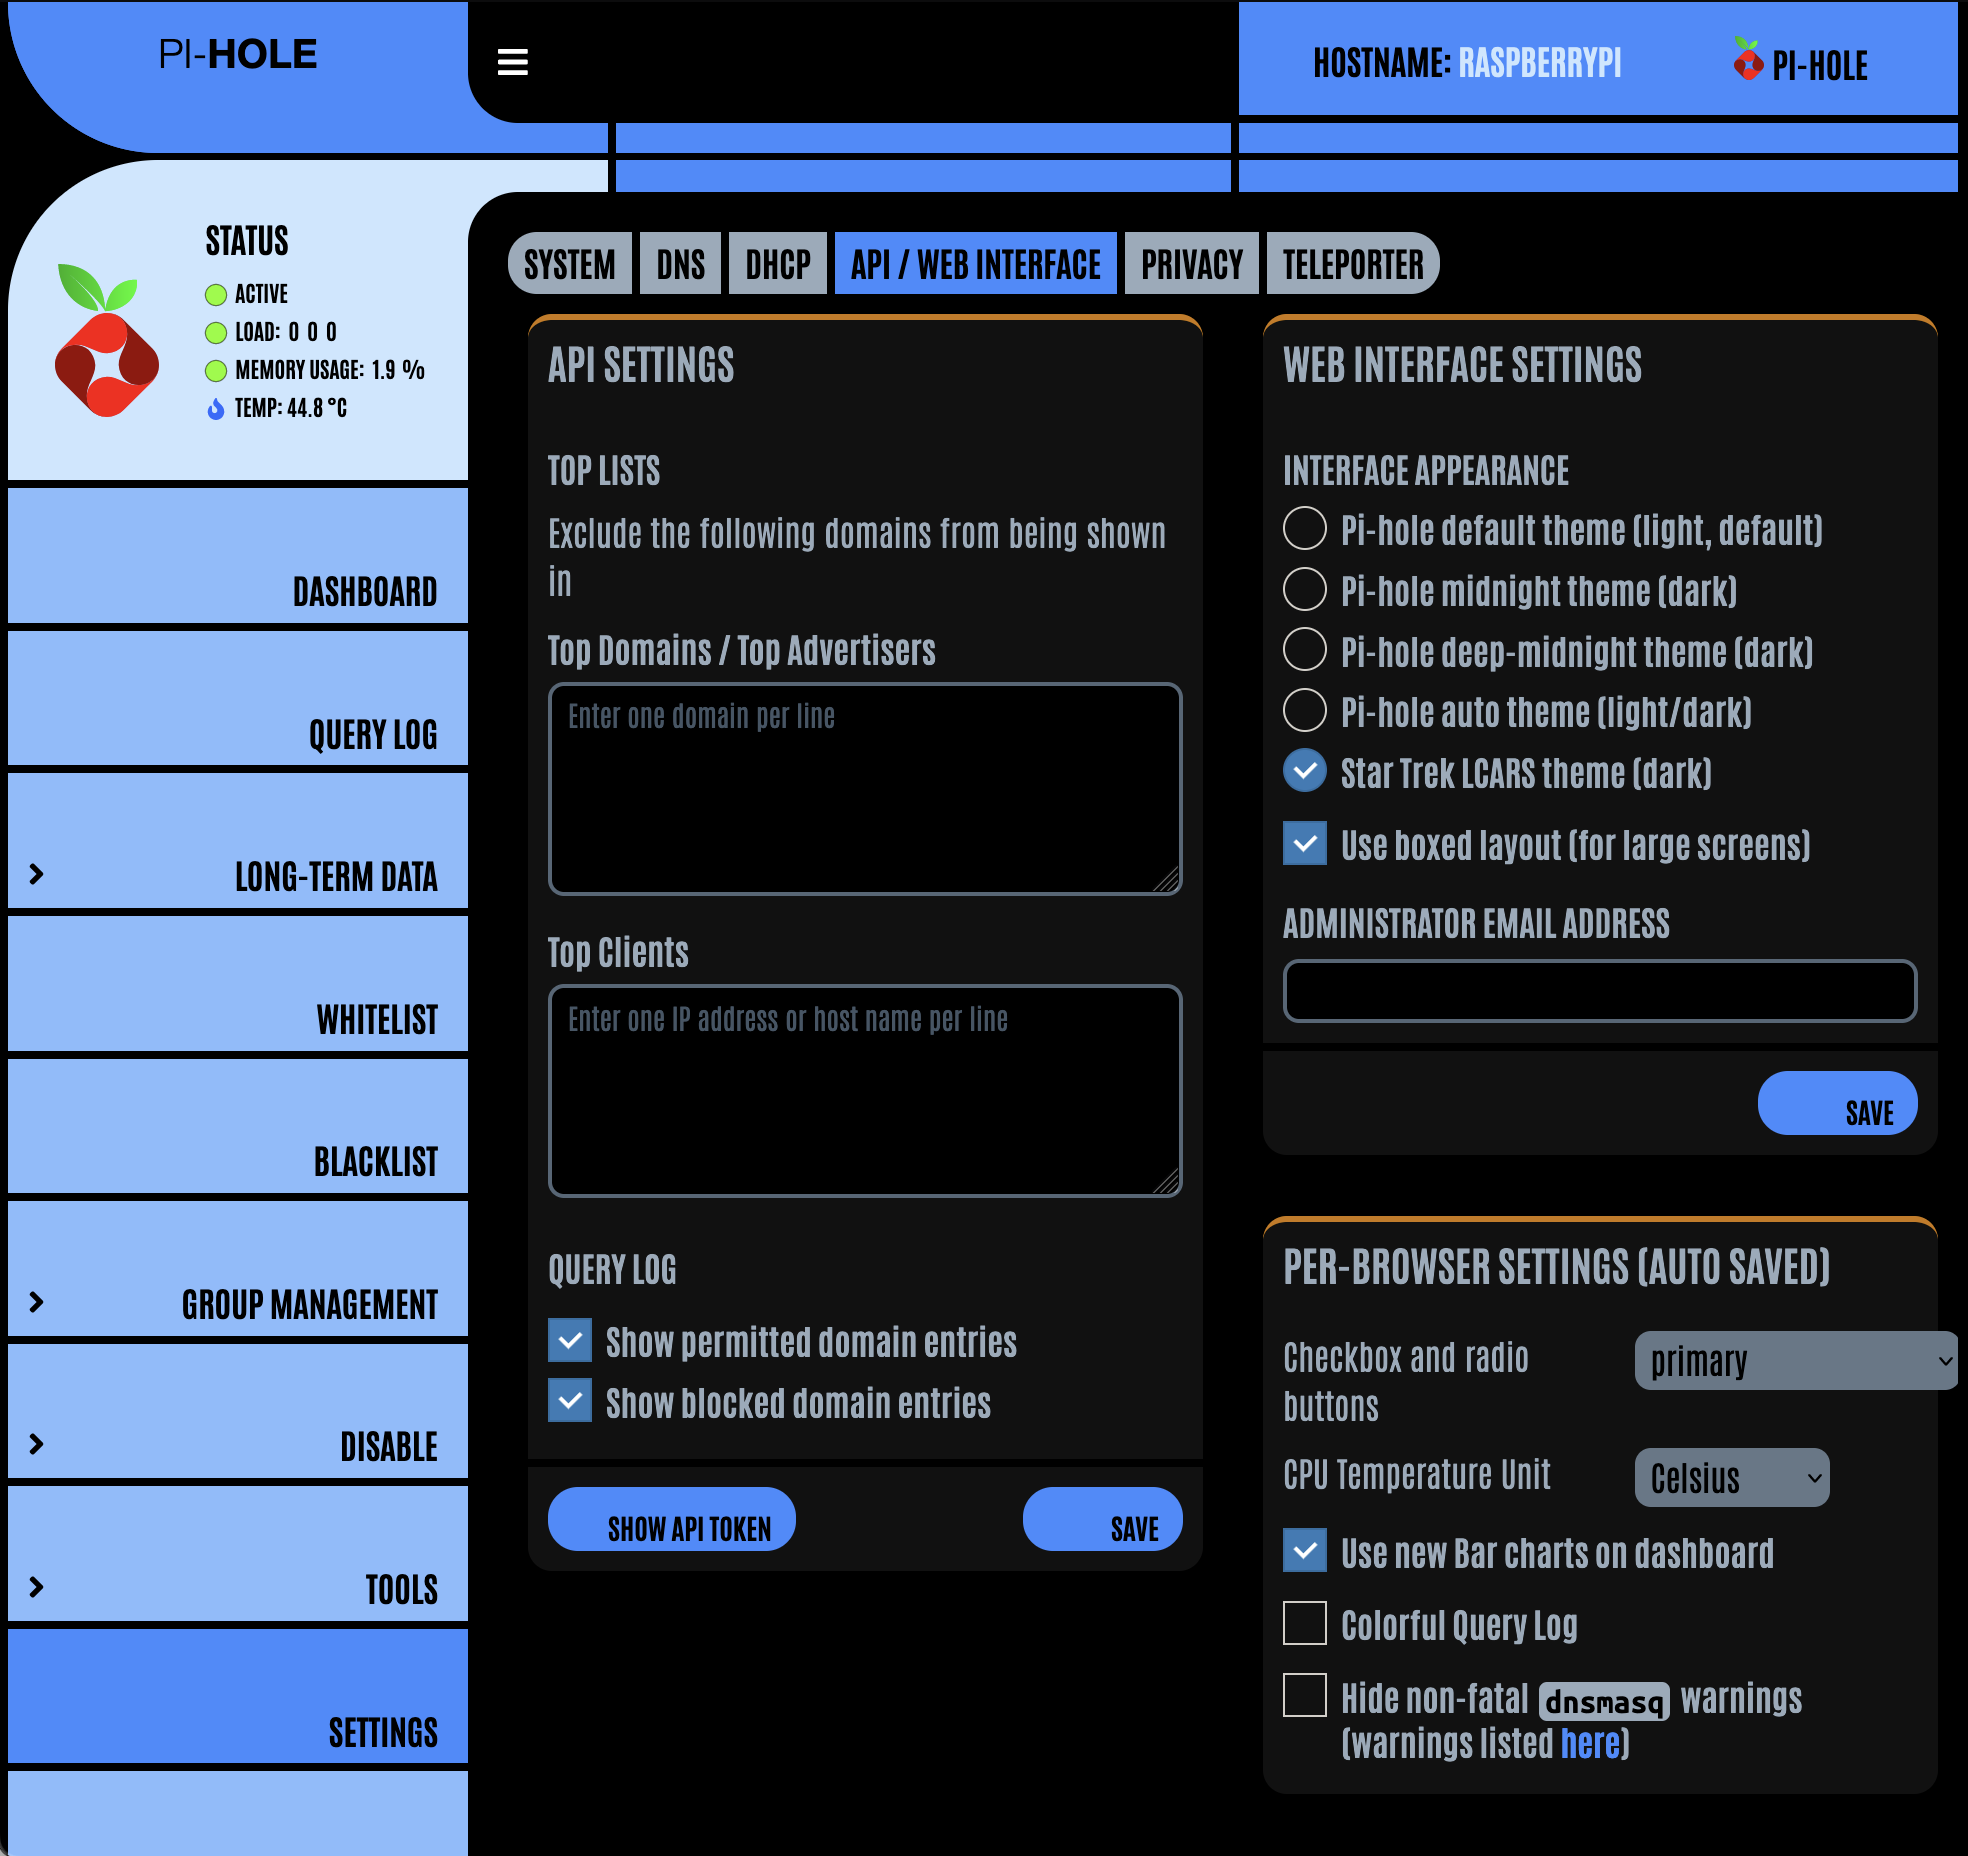 PI-HOLE
HOSTNAME: RASPBERRYPI
PI-HOLE
STATUS
ACTIVE
LOAD: 0 0 0
MEMORY USAGE: 1.9 %
TEMP: 44.8 °C
DASHBOARD
QUERY LOG
LONG-TERM DATA
WHITELIST
BLACKLIST
GROUP MANAGEMENT
DISABLE
TOOLS
SETTINGS
SYSTEM
DNS
DHCP
API / WEB INTERFACE
PRIVACY
TELEPORTER
API SETTINGS
TOP LISTS
Exclude the following domains from being shown
in
Top Domains / Top Advertisers
Enter one domain per line
Top Clients
Enter one IP address or host name per line
QUERY LOG
Show permitted domain entries
Show blocked domain entries
SHOW API TOKEN
SAVE
WEB INTERFACE SETTINGS
INTERFACE APPEARANCE
Pi-hole default theme (light, default)
Pi-hole midnight theme (dark)
Pi-hole deep-midnight theme (dark)
Pi-hole auto theme (light/dark)
Star Trek LCARS theme (dark)
Use boxed layout (for large screens)
ADMINISTRATOR EMAIL ADDRESS
SAVE
PER-BROWSER SETTINGS (AUTO SAVED)
Checkbox and radio
buttons
primary
CPU Temperature Unit
Celsius
Use new Bar charts on dashboard
Colorful Query Log
Hide non-fatal dnsmasq warnings
(warnings listed here)